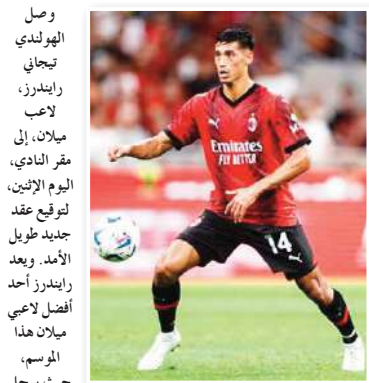 وصل
الهولندي
تيجاني
رايندرز،
لاعب
ميلان، إلى
مقر النادي،
اليوم الإثنين،
لتوقيع عقد
جديد طويل
الأمد. ويعد
رايندرز أحد
أفضل لاعبي
ميلان هذا
الموسم،
Emirates
FLY BETTER
14